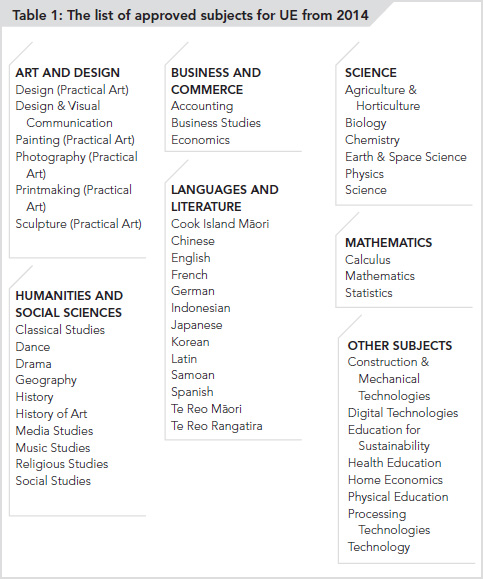 Table 1: The list of approved subjects for UE from 2014
ART AND DESIGN
Design (Practical Art)
Design & Visual
Communication
Painting (Practical Art)
Photography (Practical
Art)
Printmaking (Practical
Art)
Sculpture (Practical Art)
HUMANITIES AND
SOCIAL SCIENCES
Classical Studies
Dance
Drama
Geography
History
History of Art
Media Studies
Music Studies
Religious Studies
Social Studies
BUSINESS AND
COMMERCE
Accounting
Business Studies
Economics
LANGUAGES AND
LITERATURE
Cook Island Māori
Chinese
English
French
German
Indonesian
Japanese
Korean
Latin
Samoan
Spanish
Te Reo Māori
Te Reo Rangatira
SCIENCE
Agriculture &
Horticulture
Biology
Chemistry
Earth & Space Science
Physics
Science
MATHEMATICS
Calculus
Mathematics
Statistics
OTHER SUBJECTS
Construction &
Mechanical
Technologies
Digital Technologies
Education for
Sustainability
Health Education
Home Economics
Physical Education
Processing
Technologies
Technology